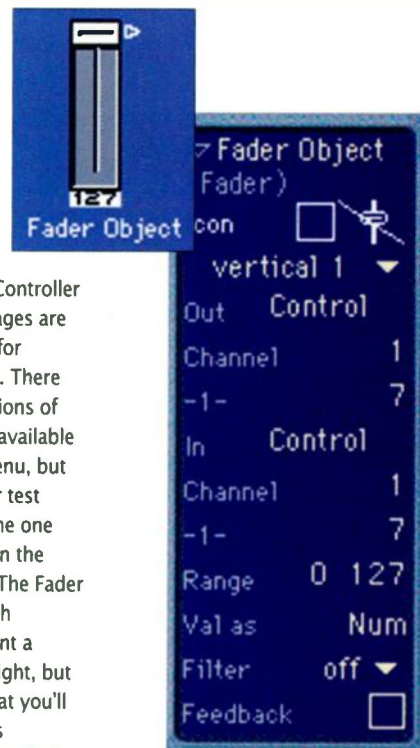 127
Fader Object
Fader Object
Fader)
con
vertical 1
Out Control
Channel 1
-1- 7
In Control
Channel 1
-1- 7
Range 0 127
Val as Num
Filter off
Feedback
Controller
ages are
for
. There
ions of
available
enu, but
r test
he one
n the
The Fader
h
nt a
ight, but
at you'll
s